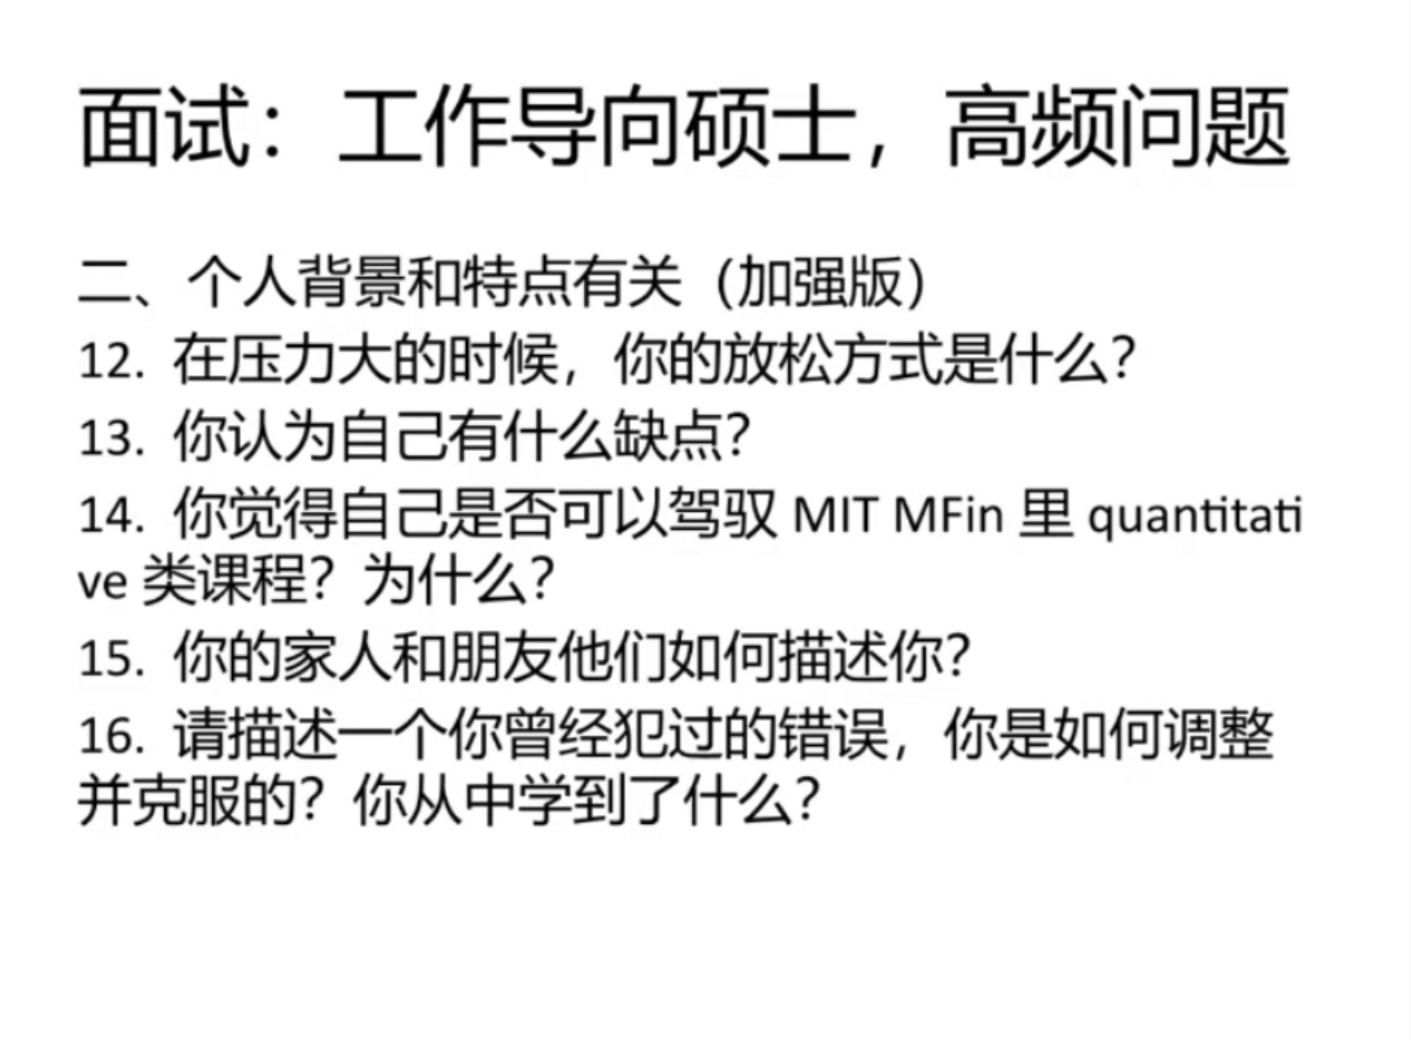 面试：工作导向硕士，高频问题
二、个人背景和特点有关（加强版）
12. 在压力大的时候，你的放松方式是什么？
13. 你认为自己有什么缺点？
14. 你觉得自己是否可以驾驭 MIT MFin 里 quantitati
ve 类课程？为什么？
15. 你的家人和朋友他们如何描述你？
16. 请描述一个你曾经犯过的错误，你是如何调整
并克服的？你从中学到了什么？